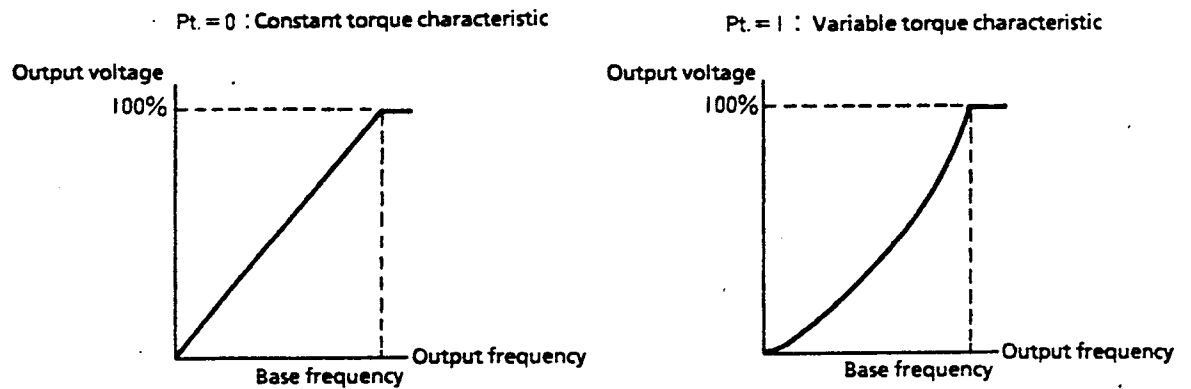 Pt. = 0 : Constant torque characteristic
Output voltage
100%
Output frequency
Base frequency
Pt. = 1 : Variable torque characteristic
Output voltage
100%
Output frequency
Base frequency